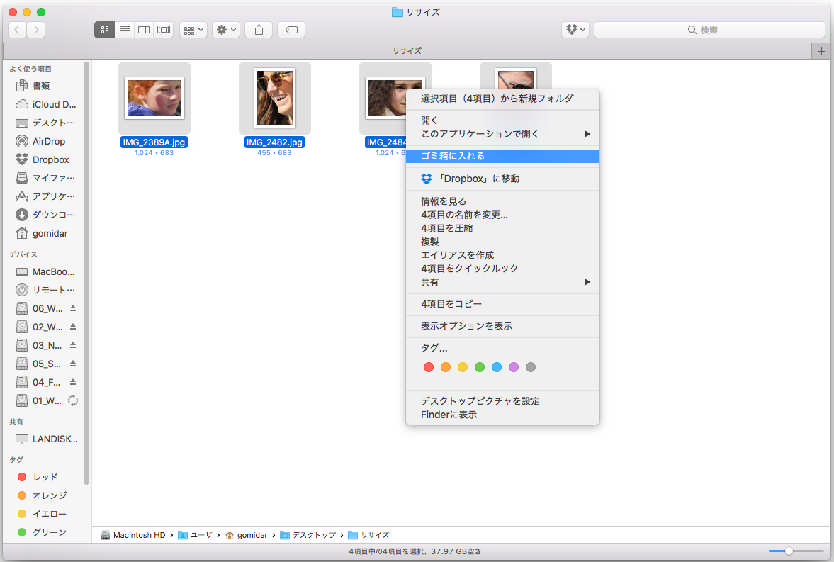 リサイズ
検索
リサイズ
よく使う項目
書類
iCloud D...
デスクト…
AirDrop
Dropbox
マイファ…
アプリケ…
ダウンロ…
gomidar
デバイス
MacBoo...
リモート…
06_W...
02_W...
03_N...
05_S...
04_F...
01_W...
共有
LANDISK...
タグ
レッド
オレンジ
イエロー
グリーン
IMG_2389A.jpg
1,024 × 683
IMG_2482.jpg
455 × 683
IMG_248
1,024 × 6
選択項目（4項目）から新規フォルダ
開く
このアプリケーションで開く
ゴミ箱に入れる
「Dropbox」に移動
情報を見る
4項目の名前を変更...
4項目を圧縮
複製
エイリアスを作成
4項目をクイックルック
共有
4項目をコピー
表示オプションを表示
タグ...
デスクトップピクチャを設定
Finderに表示
Macintosh HD › ユーザ › gomidar › デスクトップ › リサイズ
4項目中の4項目を選択、37.97 GB空き